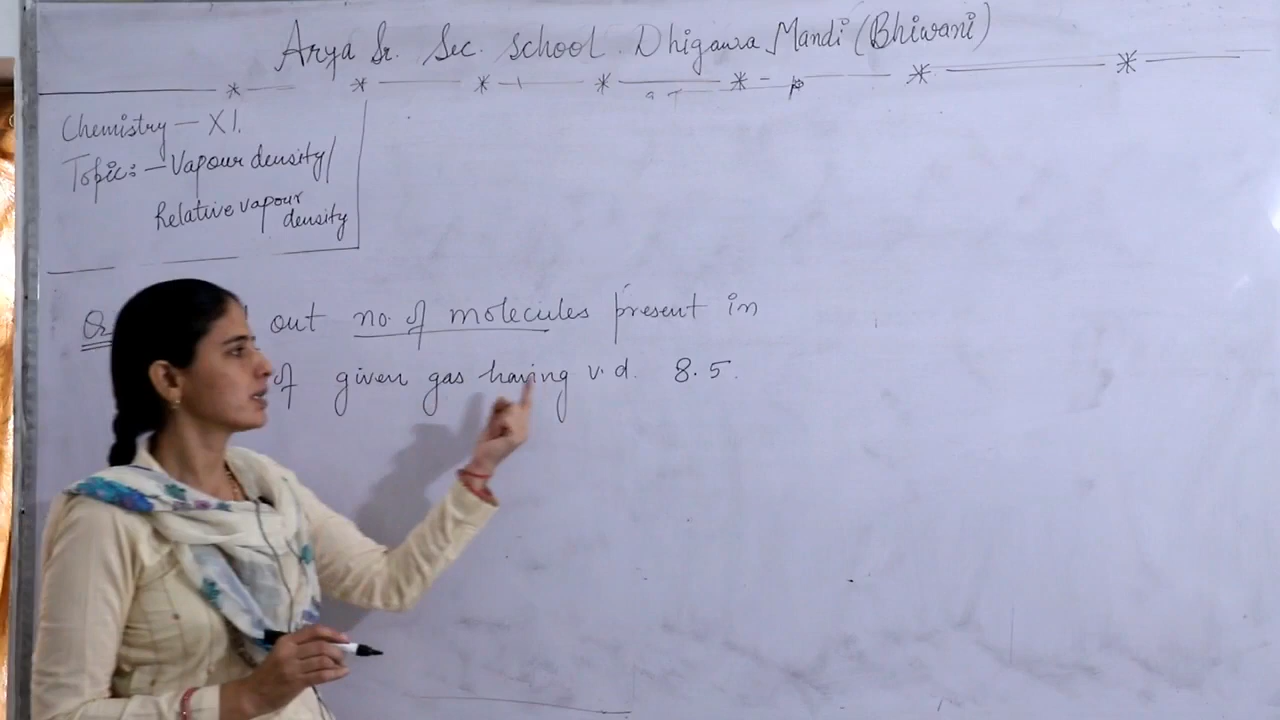 Arya Sr. Sec. School. Dhigawa Mandi (Bhiwani)
Chemistry - XI.
Topic: - Vapour density/
Relative vapour
density
out no. of molecules present in
of given gas having v.d. 8.5.